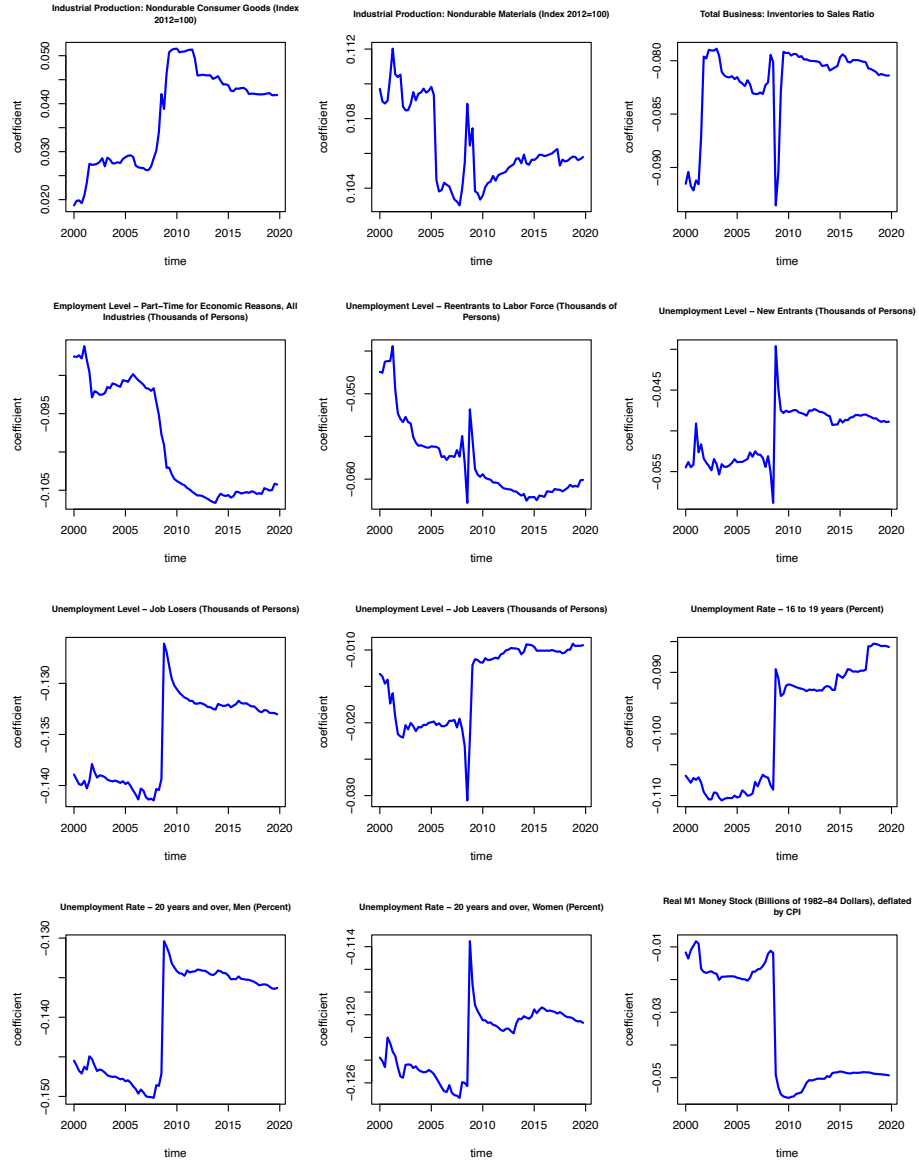 Industrial Production: Nondurable Consumer Goods (Index
2012=100)
coefficient
0.020 0.030 0.040 0.050
2000 2005 2010 2015 2020
time
Industrial Production: Nondurable Materials (Index 2012=100)
coefficient
0.104 0.108 0.112
2000 2005 2010 2015 2020
time
Total Business: Inventories to Sales Ratio
coefficient
−0.090 −0.085 −0.080
2000 2005 2010 2015 2020
time
Employment Level − Part−Time for Economic Reasons, All
Industries (Thousands of Persons)
coefficient
−0.105 −0.095
2000 2005 2010 2015 2020
time
Unemployment Level − Reentrants to Labor Force (Thousands of
Persons)
coefficient
−0.060 −0.050
2000 2005 2010 2015 2020
time
Unemployment Level − New Entrants (Thousands of Persons)
coefficient
−0.055 −0.045
2000 2005 2010 2015 2020
time
Unemployment Level − Job Losers (Thousands of Persons)
coefficient
−0.140 −0.135 −0.130
2000 2005 2010 2015 2020
time
Unemployment Level − Job Leavers (Thousands of Persons)
coefficient
−0.030 −0.020 −0.010
2000 2005 2010 2015 2020
time
Unemployment Rate − 16 to 19 years (Percent)
coefficient
−0.110 −0.100 −0.090
2000 2005 2010 2015 2020
time
Unemployment Rate − 20 years and over, Men (Percent)
coefficient
−0.150 −0.140 −0.130
2000 2005 2010 2015 2020
time
Unemployment Rate − 20 years and over, Women (Percent)
coefficient
−0.126 −0.120 −0.114
2000 2005 2010 2015 2020
time
Real M1 Money Stock (Billions of 1982−84 Dollars), deflated
by CPI
coefficient
−0.05 −0.03 −0.01
2000 2005 2010 2015 2020
time